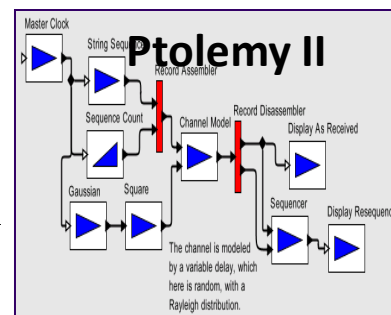 Master Clock
String Sequence
Ptolemy II
Record Assembler
Sequence Count
Channel Model
Record Disassembler
Display As Received
Gaussian
Square
Sequencer
Display Resequenc
The channel is modeled
by a variable delay, which
here is random, with a
Rayleigh distribution.